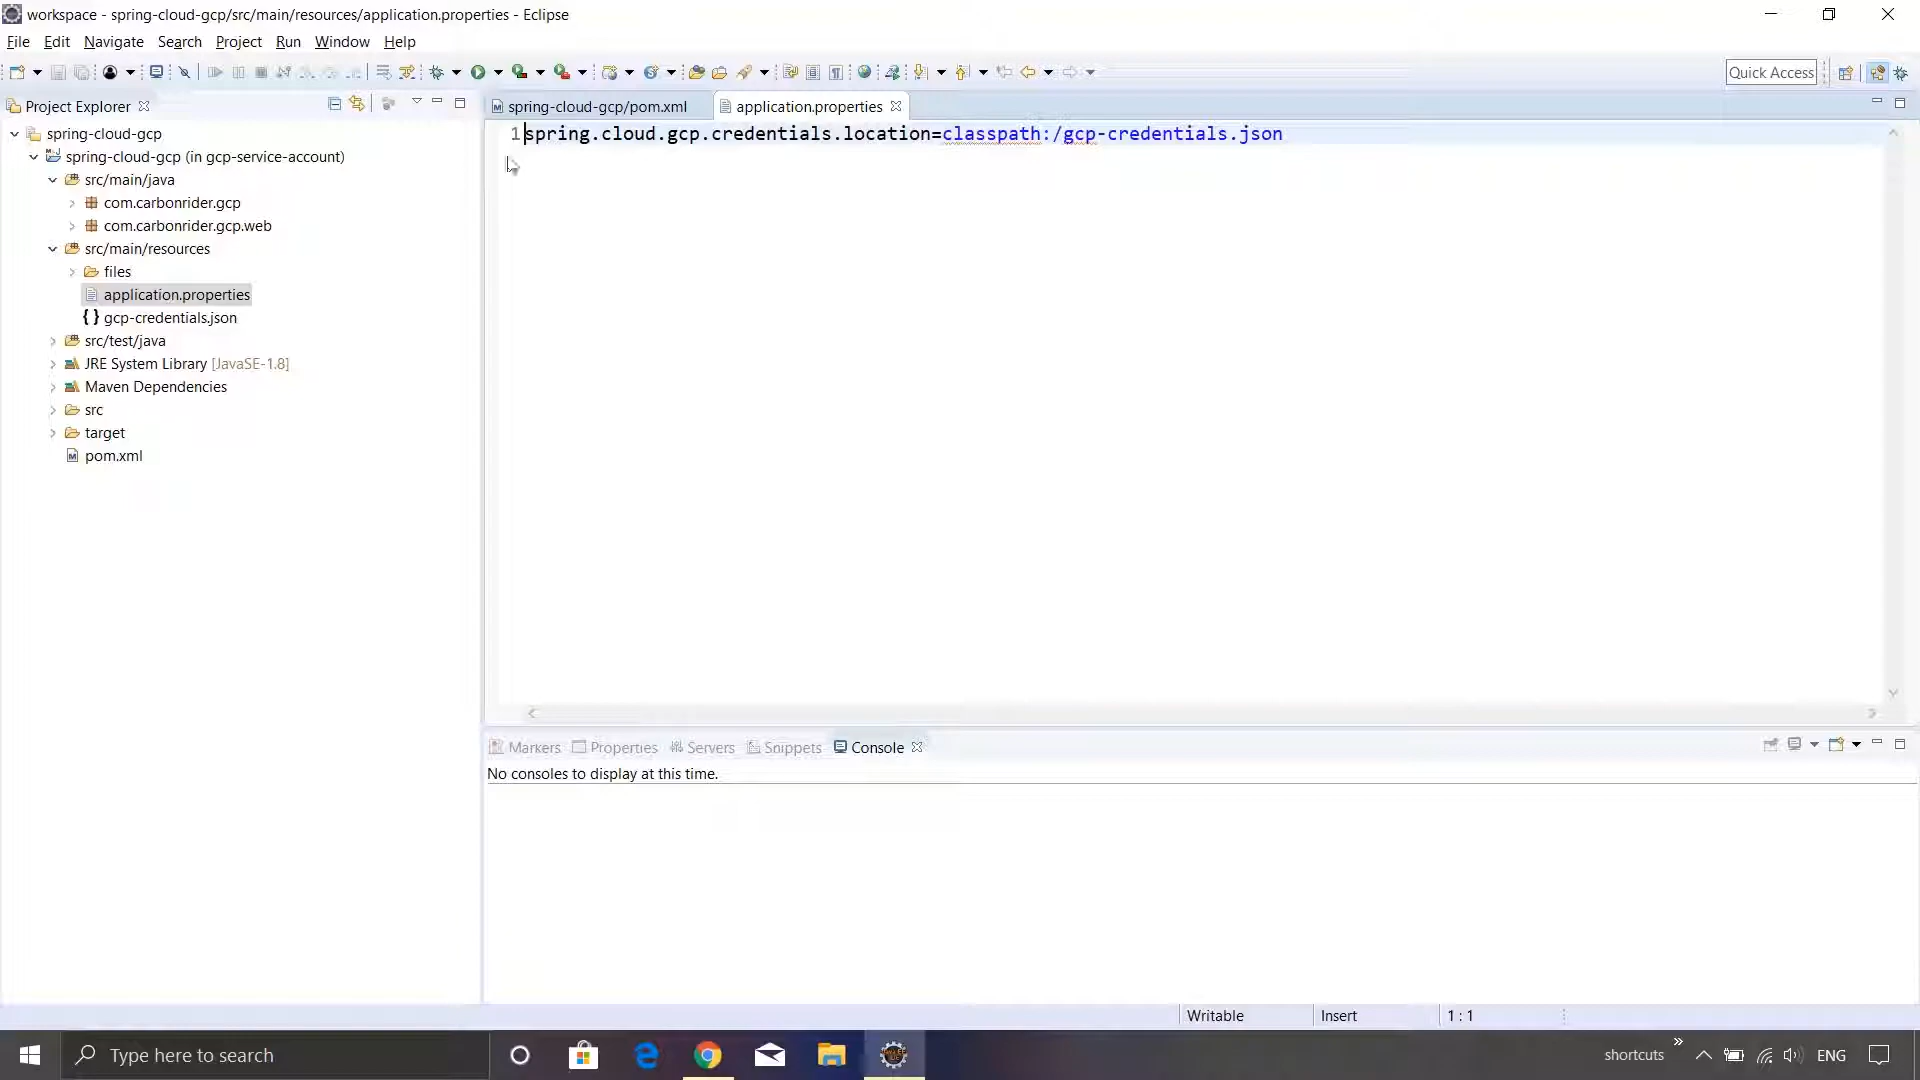 workspace - spring-cloud-gcp/src/main/resources/application.properties - Eclipse
File Edit Navigate Search Project Run Window Help
Quick Access
Project Explorer
spring-cloud-gcp/pom.xml
application.properties
spring-cloud-gcp
spring-cloud-gcp (in gcp-service-account)
src/main/java
com.carbonrider.gcp
com.carbonrider.gcp.web
src/main/resources
files
application.properties
gcp-credentials.json
src/test/java
JRE System Library [JavaSE-1.8]
Maven Dependencies
src
target
pom.xml
1 spring.cloud.gcp.credentials.location=classpath:/gcp-credentials.json
Markers Properties Servers Snippets Console
No consoles to display at this time.
Writable Insert 1 : 1
Type here to search
shortcuts
ENG